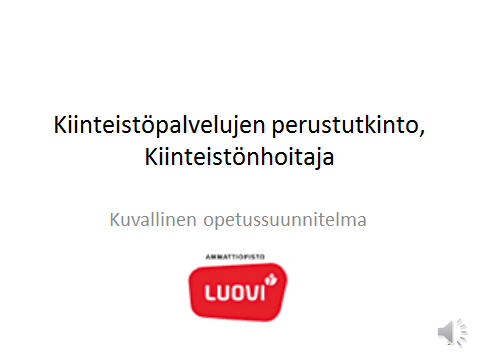 Kiinteistöpalvelujen perustutkinto,
Kiinteistönhoitaja
Kuvallinen opetussuunnitelma
AMMATTIOPISTO
LUOVI